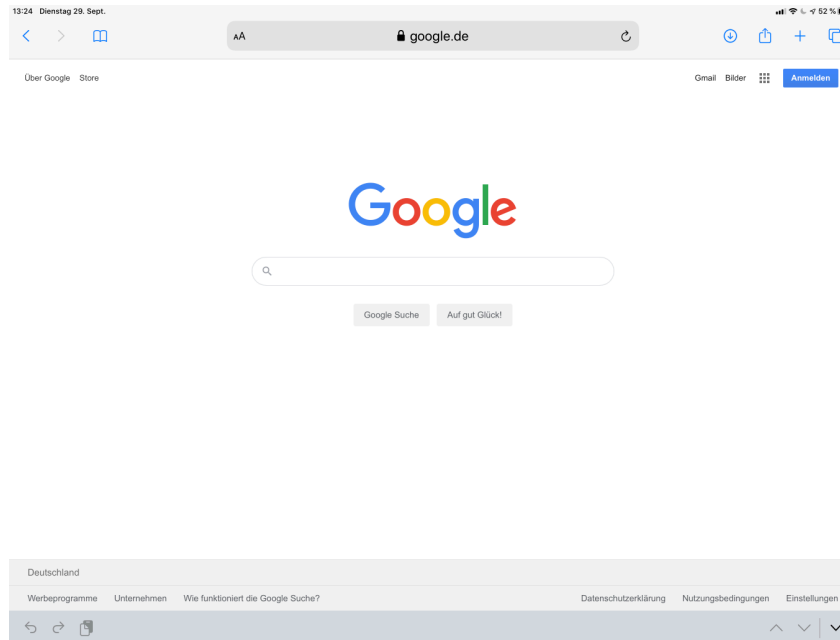 13:24 Dienstag 29. Sept. 52 %
AA google.de
Über Google Store Gmail Bilder Anmelden
Google
Google Suche Auf gut Glück!
Deutschland
Werbeprogramme Unternehmen Wie funktioniert die Google Suche? Datenschutzerklärung Nutzungsbedingungen Einstellungen